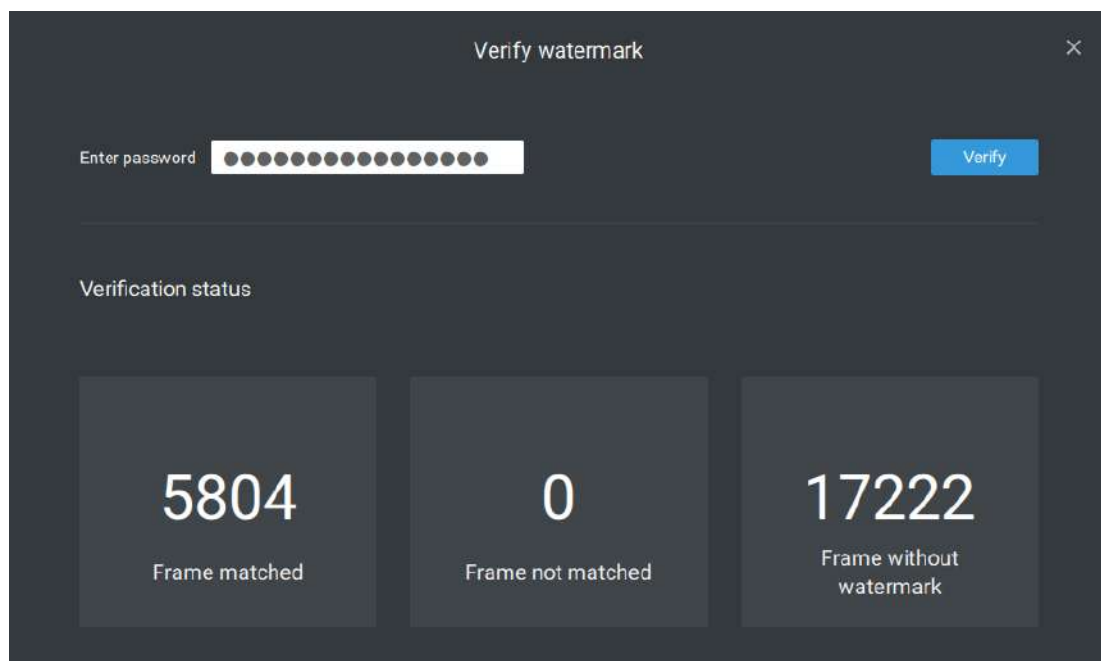 Verify watermark
Enter password
Verify
Verification status
5804
0
17222
Frame matched
Frame not matched
Frame without
watermark